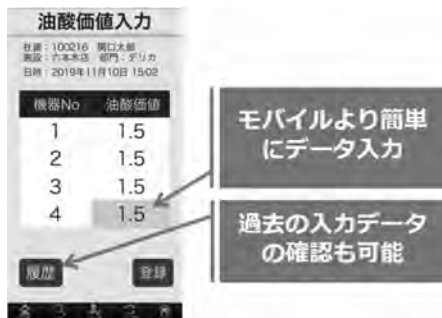 油酸価値入力
社員：100216 関口太郎
施設：六本木店 部門：デリカ
日時：2019年11月10日 15:02
機器No 油酸価値
1 1.5
2 1.5
3 1.5
4 1.5
履歴 登録
モバイルより簡単
にデータ入力
過去の入力データ
の確認も可能